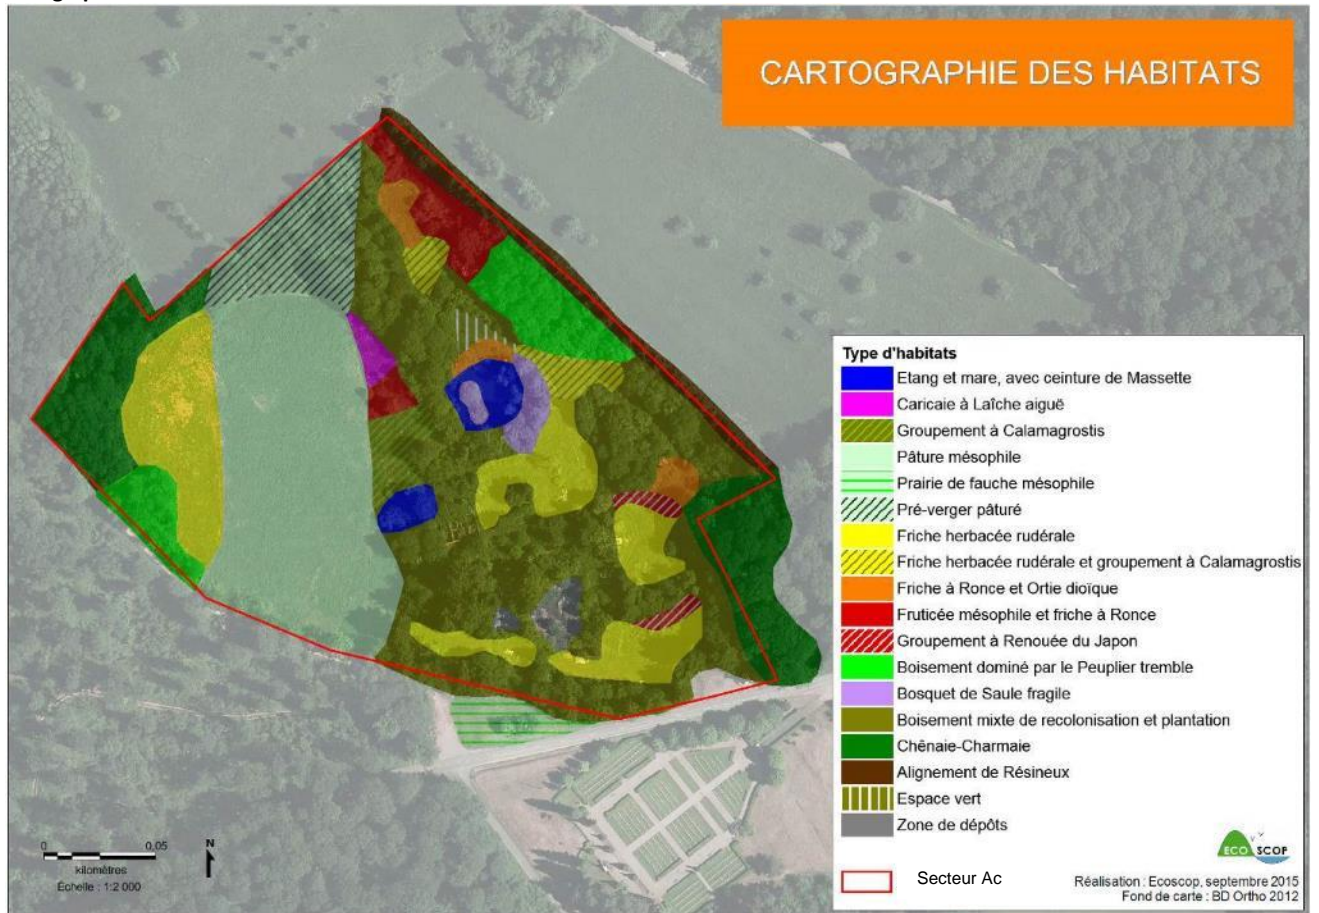 CARTOGRAPHIE DES HABITATS
Type d'habitats
Etang et mare, avec ceinture de Massette
Caricaie à Laîche aiguë
Groupement à Calamagrostis
Pâture mésophile
Prairie de fauche mésophile
Pré-verger pâturé
Friche herbacée rudérale
Friche herbacée rudérale et groupement à Calamagrostis
Friche à Ronce et Ortie dioïque
Fruticée mésophile et friche à Ronce
Groupement à Renouée du Japon
Boisement dominé par le Peuplier tremble
Bosquet de Saule fragile
Boisement mixte de recolonisation et plantation
Chênaie-Charmaie
Alignement de Résineux
Espace vert
Zone de dépôts
Secteur Ac
ECO SCOP
Réalisation : Ecoscop, septembre 2015
Fond de carte : BD Ortho 2012
0 0,05
kilomètres
Échelle : 1:2 000
N